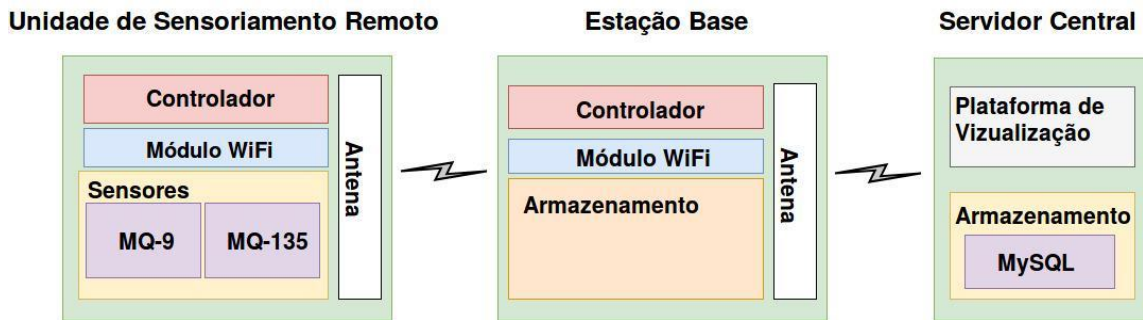 Unidade de Sensoriamento Remoto
Controlador
Módulo WiFi
Sensores
MQ-9
MQ-135
Antena
Estação Base
Controlador
Módulo WiFi
Armazenamento
Antena
Servidor Central
Plataforma de
Vizualização
Armazenamento
MySQL